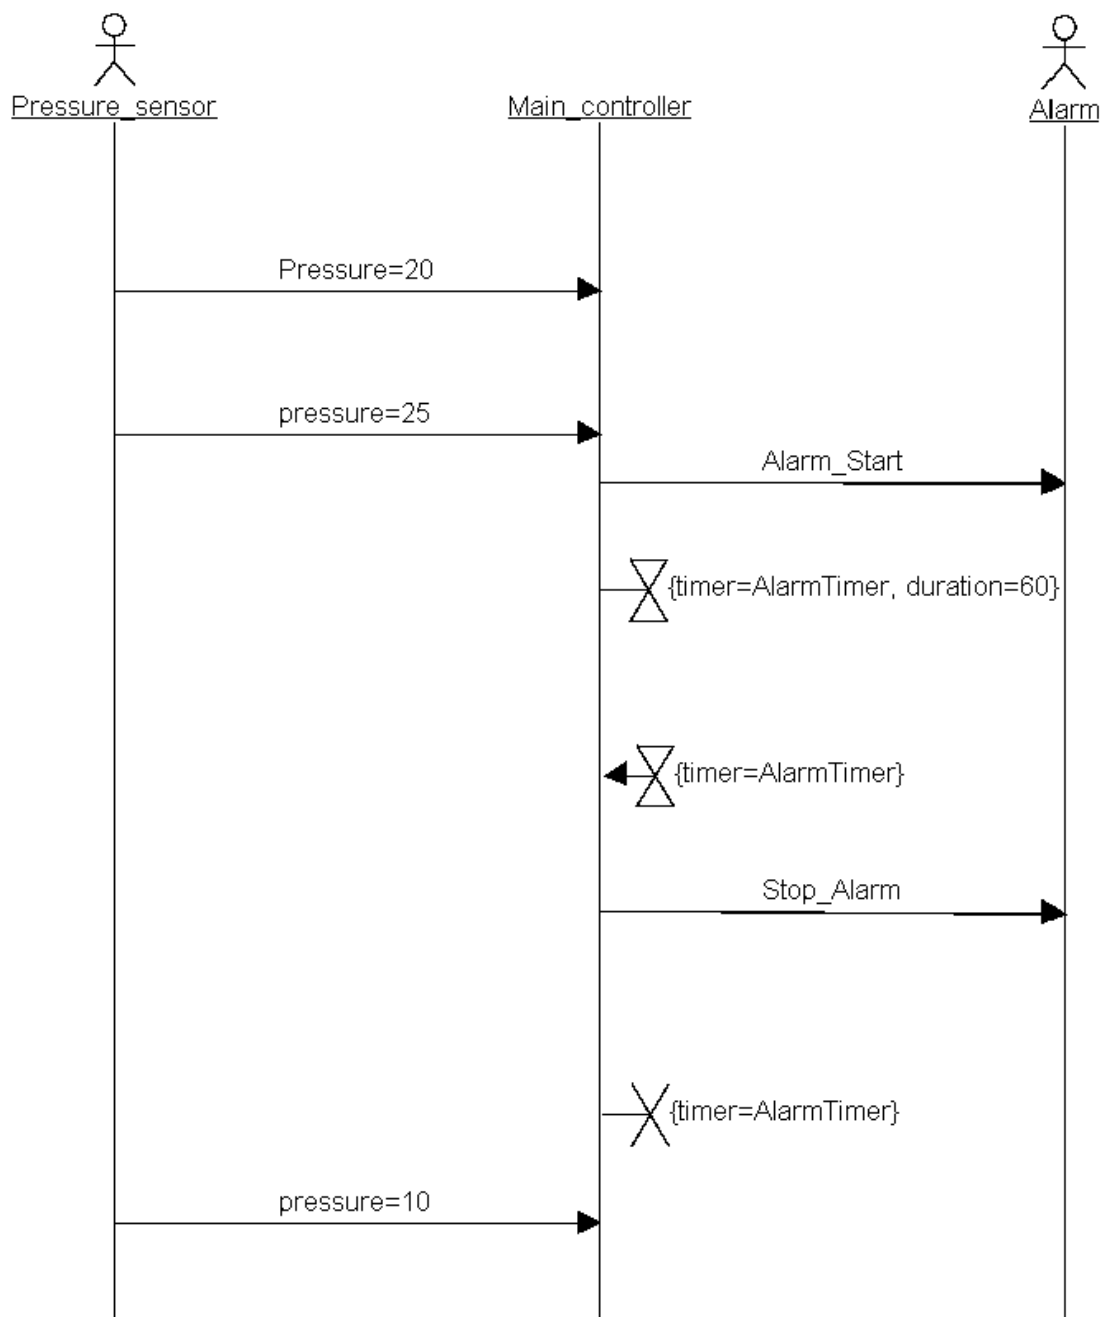 Pressure_sensor
Main_controller
Alarm
Pressure=20
pressure=25
Alarm_Start
{timer=AlarmTimer, duration=60}
{timer=AlarmTimer}
Stop_Alarm
{timer=AlarmTimer}
pressure=10